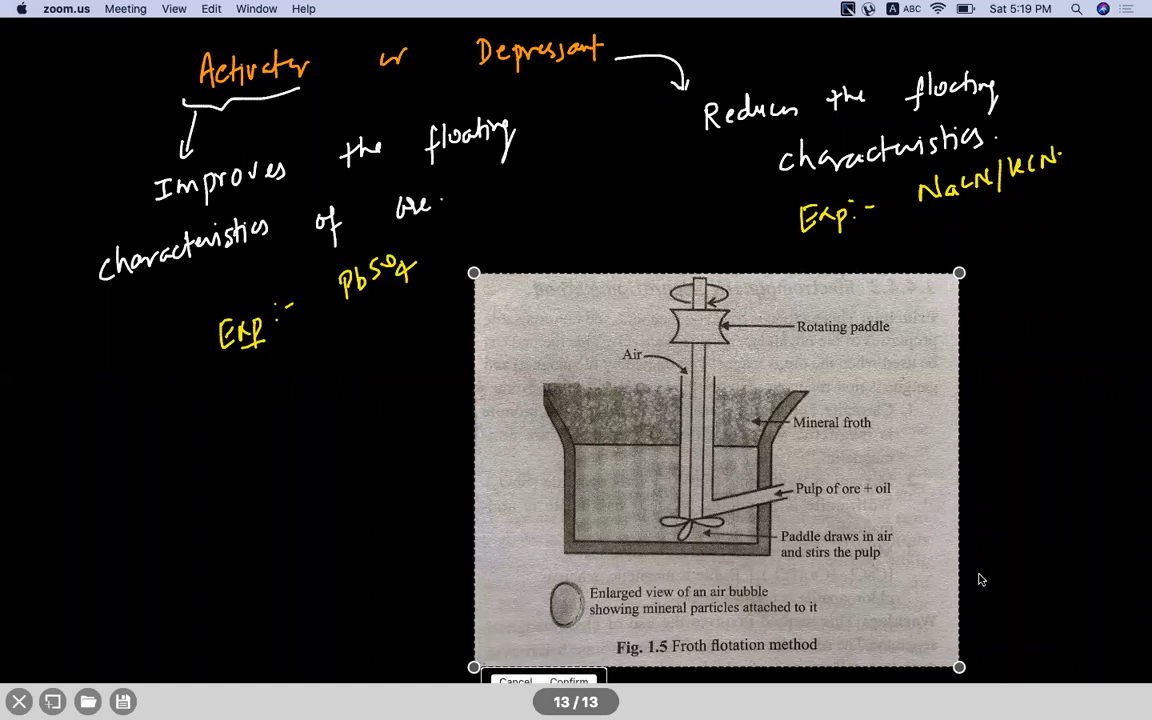 zoom.us Meeting View Edit Window Help
A ABC Sat 5:19 PM
Activater or Depressant
Improves the floating
characteristics of ore.
Exp:- PbSO4
Reduces the floating
characteristics.
Exp:- NaCN/KCN.
Rotating paddle
Air
Mineral froth
Pulp of ore + oil
Paddle draws in air
and stirs the pulp
Enlarged view of an air bubble
showing mineral particles attached to it
Fig. 1.5 Froth flotation method
Cancel Confirm
13 / 13